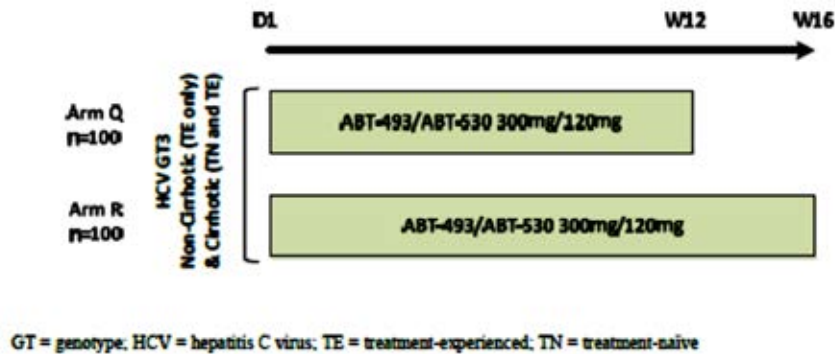 D1 W12 W16
Arm Q
n=100
HCV GT3
Non-Cirrhotic (TE only)
& Cirrhotic (TN and TE)
ABT-493/ABT-530 300mg/120mg
Arm R
n=100
ABT-493/ABT-530 300mg/120mg
GT = genotype; HCV = hepatitis C virus; TE = treatment-experienced; TN = treatment-naïve